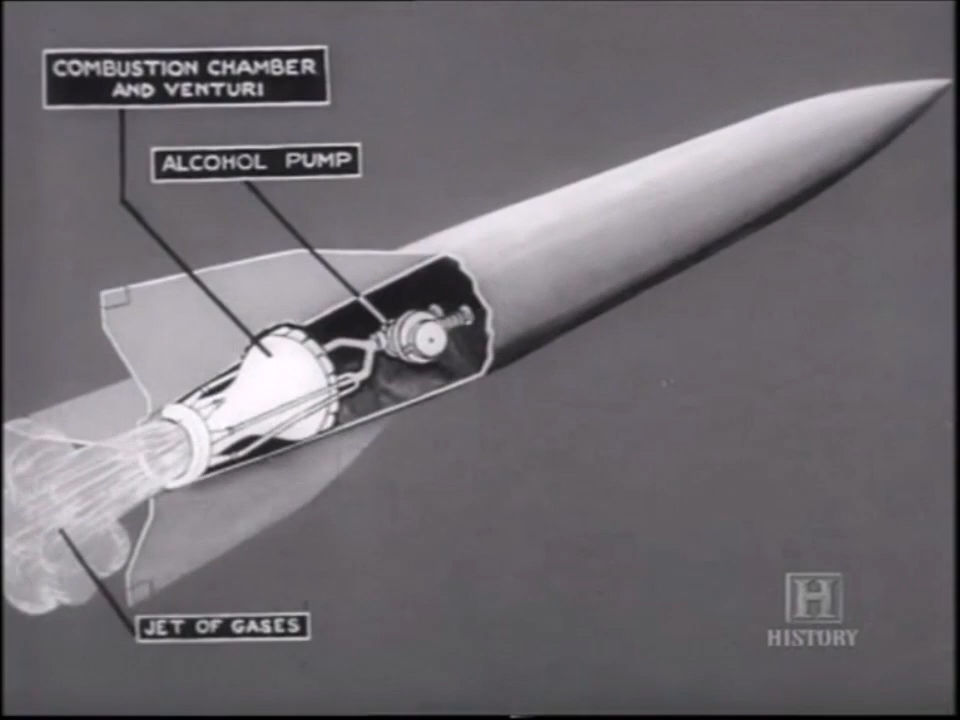 COMBUSTION CHAMBER
AND VENTURI
ALCOHOL PUMP
JET OF GASES
H
HISTORY